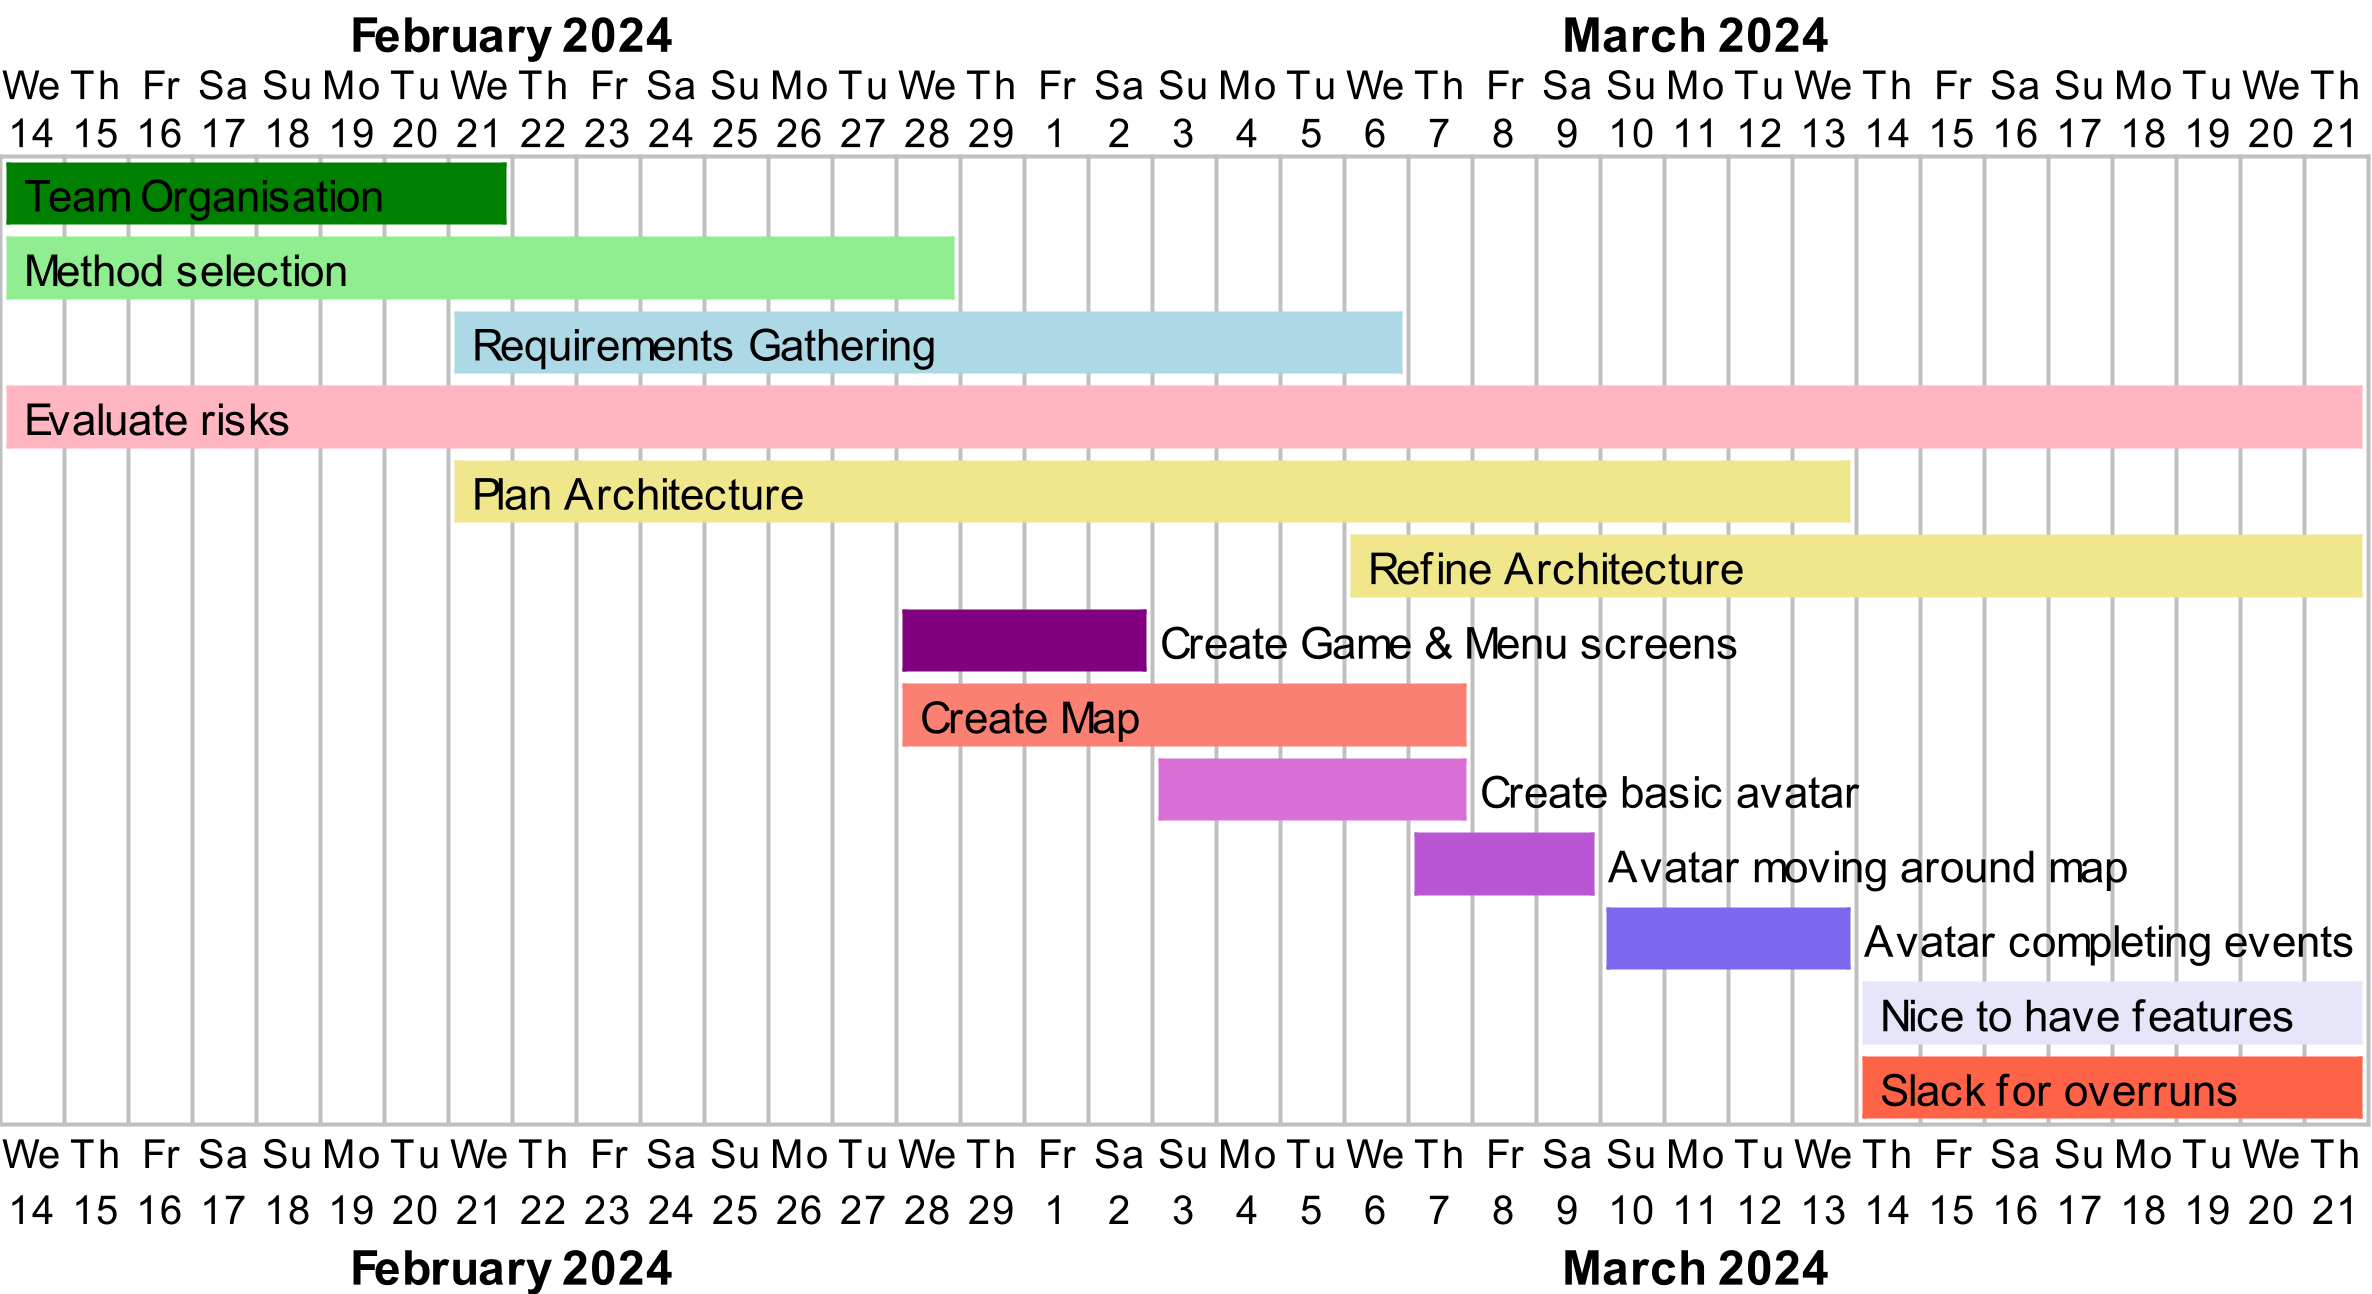 February 2024 March 2024
We Th Fr Sa Su Mo Tu We Th Fr Sa Su Mo Tu We Th Fr Sa Su Mo Tu We Th Fr Sa Su Mo Tu We Th Fr Sa Su Mo Tu We Th
14 15 16 17 18 19 20 21 22 23 24 25 26 27 28 29 1 2 3 4 5 6 7 8 9 10 11 12 13 14 15 16 17 18 19 20 21
Team Organisation
Method selection
Requirements Gathering
Evaluate risks
Plan Architecture
Refine Architecture
Create Game & Menu screens
Create Map
Create basic avatar
Avatar moving around map
Avatar completing events
Nice to have features
Slack for overruns
We Th Fr Sa Su Mo Tu We Th Fr Sa Su Mo Tu We Th Fr Sa Su Mo Tu We Th Fr Sa Su Mo Tu We Th Fr Sa Su Mo Tu We Th
14 15 16 17 18 19 20 21 22 23 24 25 26 27 28 29 1 2 3 4 5 6 7 8 9 10 11 12 13 14 15 16 17 18 19 20 21
February 2024 March 2024